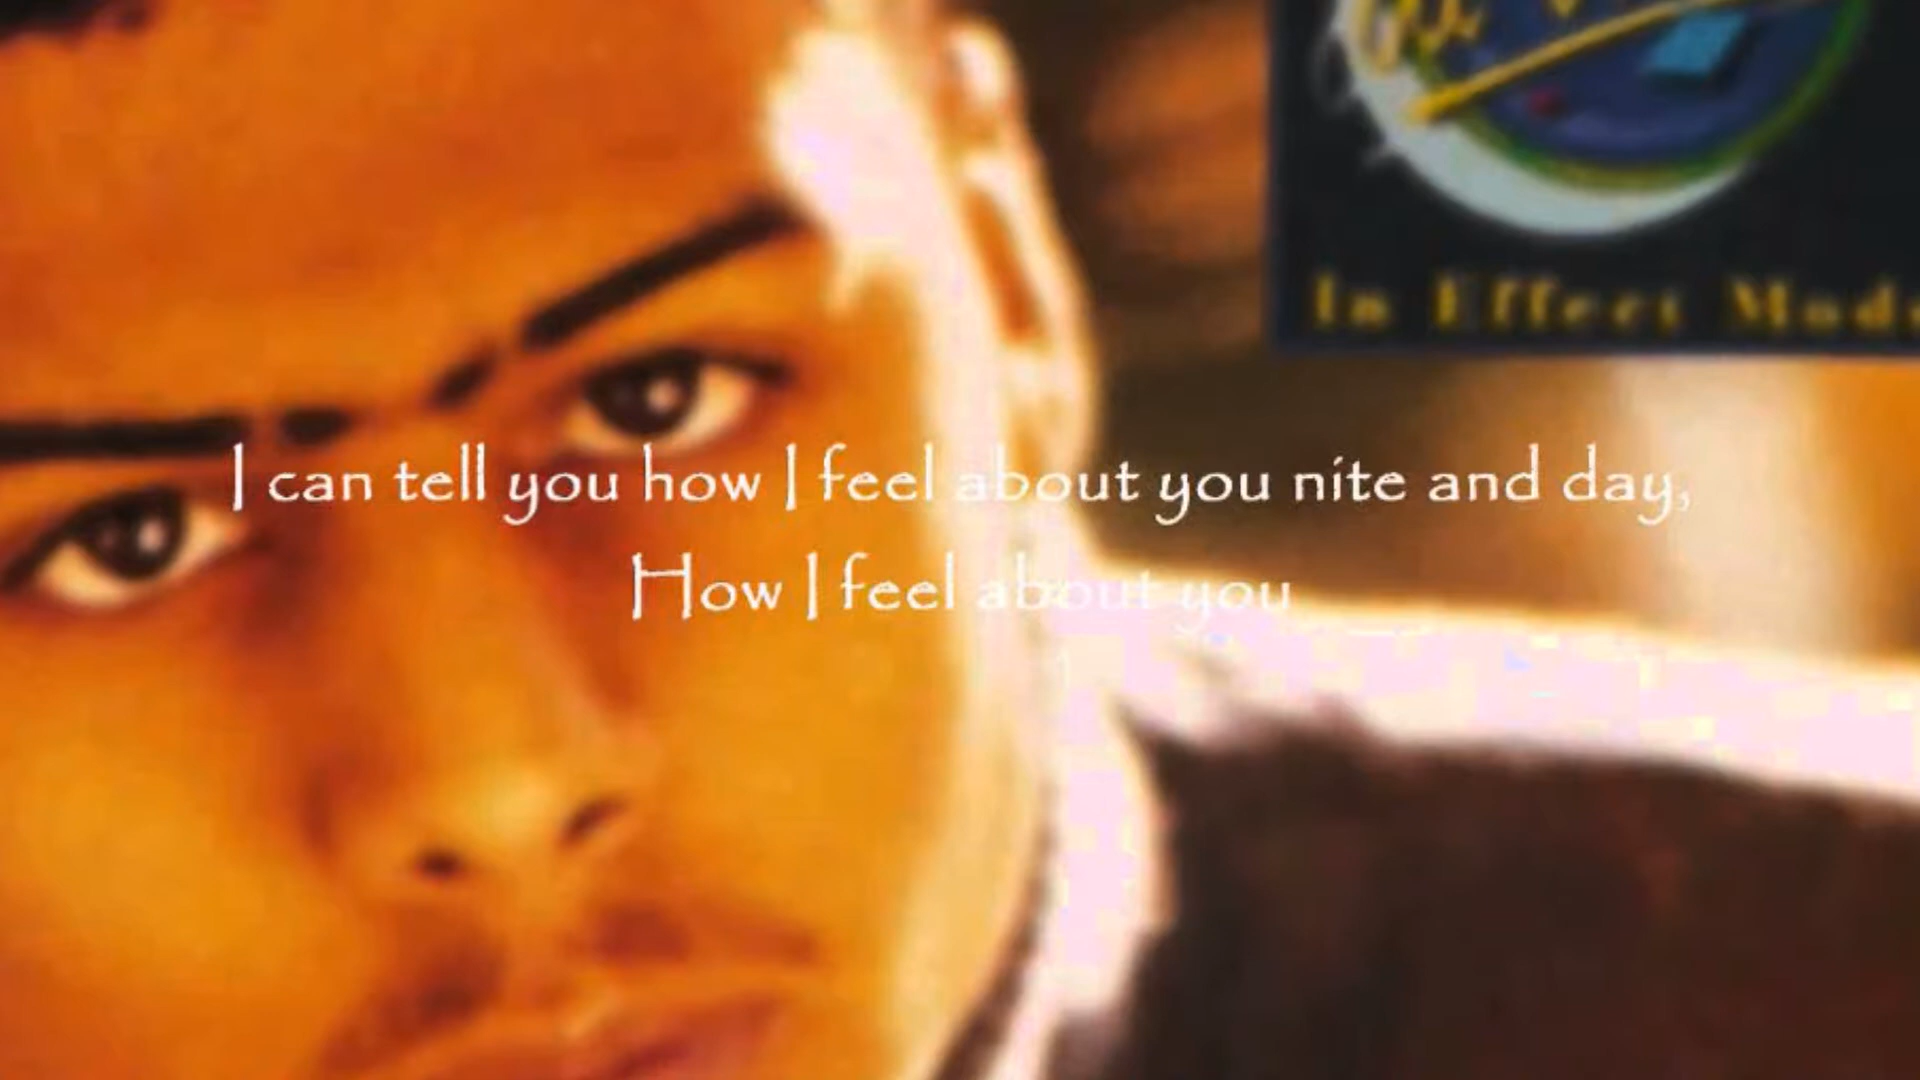 In Effect Mode
I can tell you how I feel about you nite and day,
How I feel about you